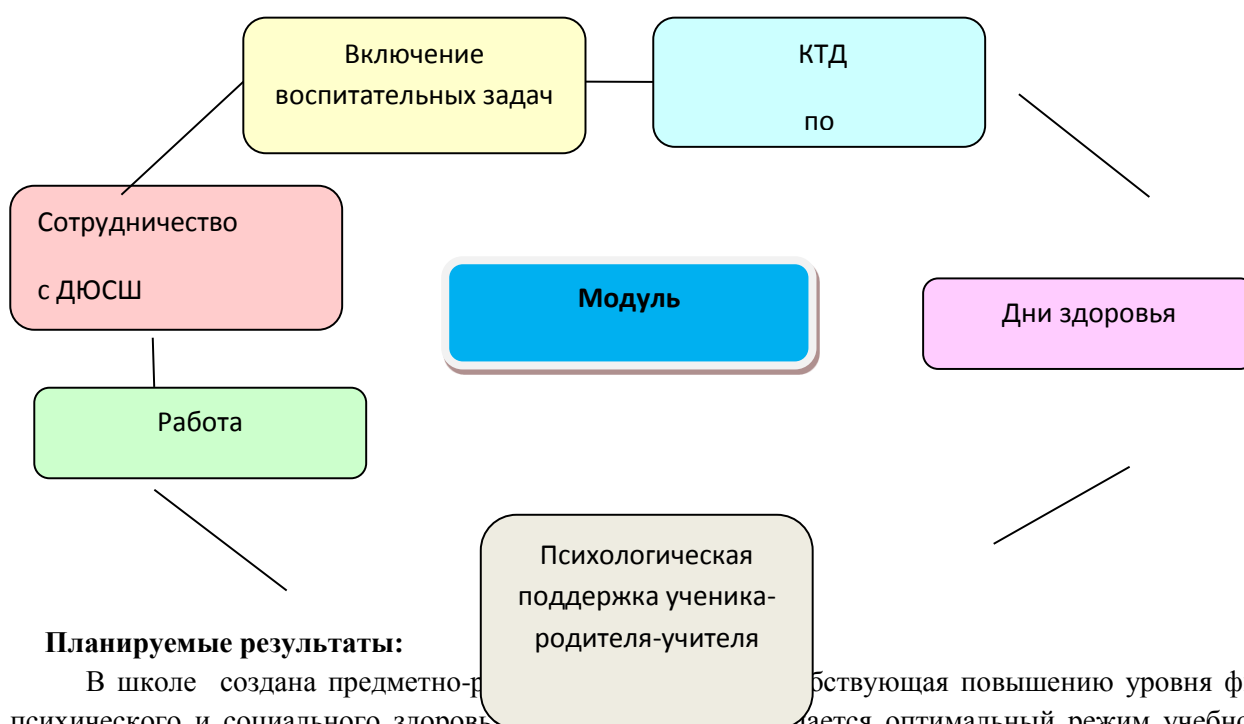 Включение
воспитательных задач
КТД
по
Сотрудничество
с ДЮСШ
Модуль
Дни здоровья
Работа
Психологическая
поддержка ученика-
родителя-учителя
Планируемые результаты:
В школе создана предметно-р бствующая повышению уровня ф
психического и социального здоровь ается оптимальный режим учебно